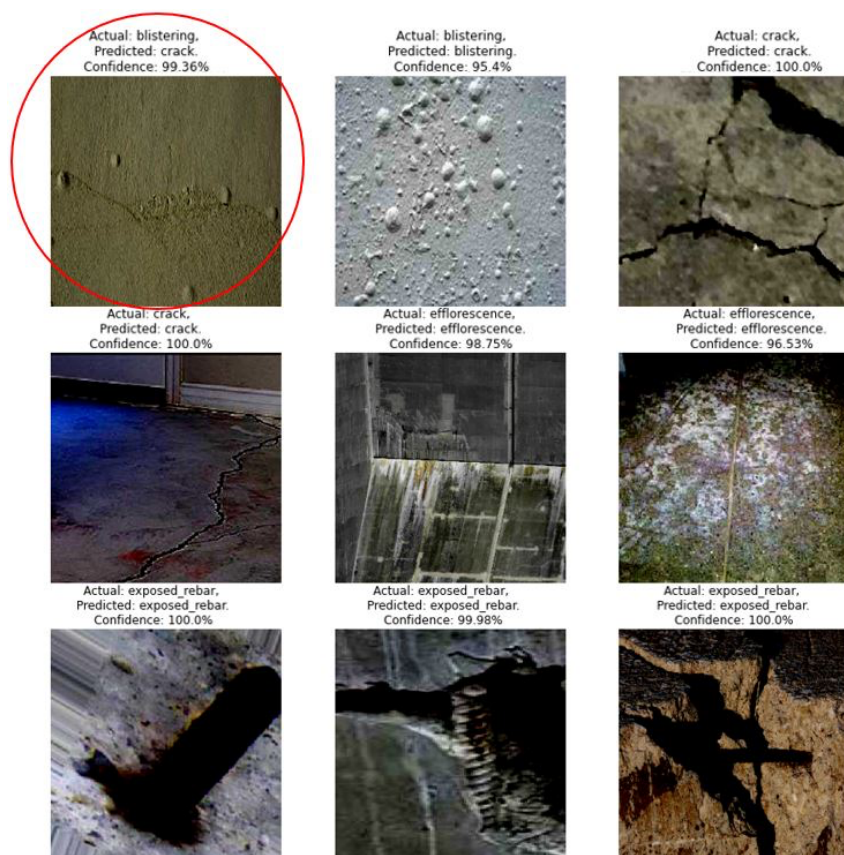 Actual: blistering,
Predicted: crack.
Confidence: 99.36%
Actual: blistering,
Predicted: blistering.
Confidence: 95.4%
Actual: crack,
Predicted: crack.
Confidence: 100.0%
Actual: crack,
Predicted: crack.
Confidence: 100.0%
Actual: efflorescence,
Predicted: efflorescence.
Confidence: 98.75%
Actual: efflorescence,
Predicted: efflorescence.
Confidence: 96.53%
Actual: exposed_rebar,
Predicted: exposed_rebar.
Confidence: 100.0%
Actual: exposed_rebar,
Predicted: exposed_rebar.
Confidence: 99.98%
Actual: exposed_rebar,
Predicted: exposed_rebar.
Confidence: 100.0%